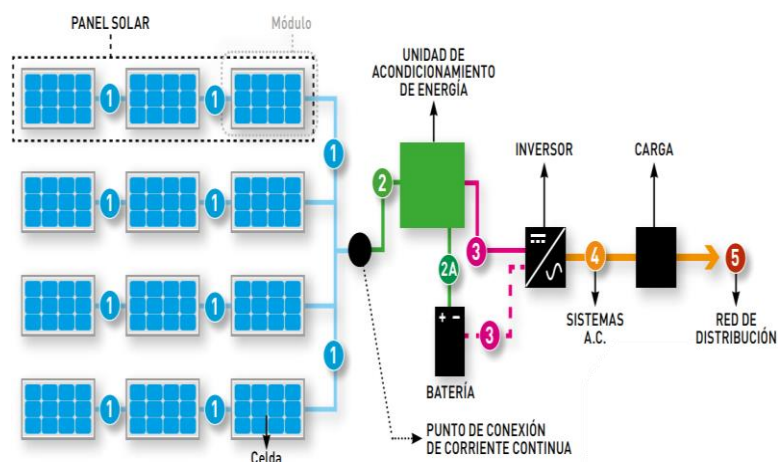 PANEL SOLAR
Módulo
UNIDAD DE
ACONDICIONAMIENTO
DE ENERGÍA
INVERSOR
CARGA
1
1
1
1
1
2
3
4
5
2A
+ -
3
1
1
1
1
1
SISTEMAS
A.C.
RED DE
DISTRIBUCIÓN
BATERÍA
PUNTO DE CONEXIÓN
DE CORRIENTE CONTINUA
Celda